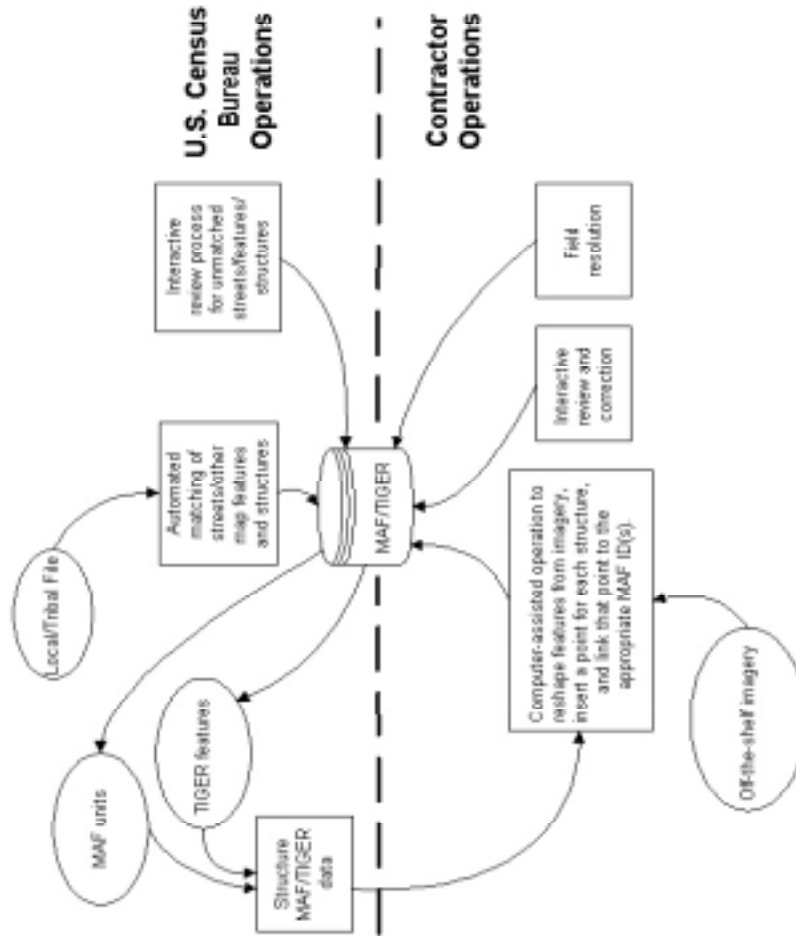 U.S. Census
Bureau
Operations
Contractor
Operations
MAF units
TIGER features
Structure
MAF/TIGER
data
Local/Tribal File
Automated
matching of
streets/other
map features
and structures
Interactive
review process
for unmatched
streets/features/
structures
MAF/TIGER
Computer-assisted operation to
reshape features from imagery,
insert a point for each structure,
and link that point to the
appropriate MAF ID(s).
Off-the-shelf imagery
Interactive
review and
correction
Field
resolution